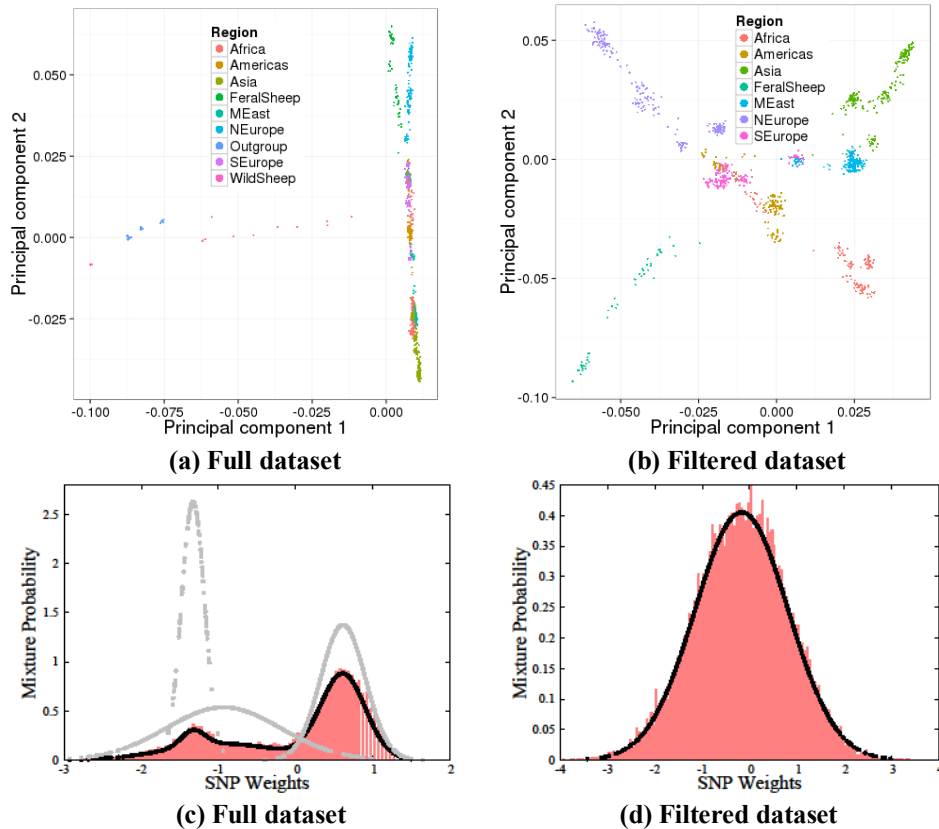 Region
Africa
Americas
Asia
FeralSheep
MEast
NEurope
Outgroup
SEurope
WildSheep
Principal component 2
0.050
0.025
0.000
-0.025
-0.100
-0.075
-0.050
-0.025
0.000
Principal component 1
(a) Full dataset
Region
Africa
Americas
Asia
FeralSheep
MEast
NEurope
SEurope
Principal component 2
0.05
0.00
-0.05
-0.10
-0.050
-0.025
0.000
0.025
Principal component 1
(b) Filtered dataset
Mixture Probability
2.5
2
1.5
1
0.5
0
-3
-2
-1
0
1
2
SNP Weights
(c) Full dataset
Mixture Probability
0.45
0.4
0.35
0.3
0.25
0.2
0.15
0.1
0.05
0
-4
-3
-2
-1
0
1
2
3
4
SNP Weights
(d) Filtered dataset